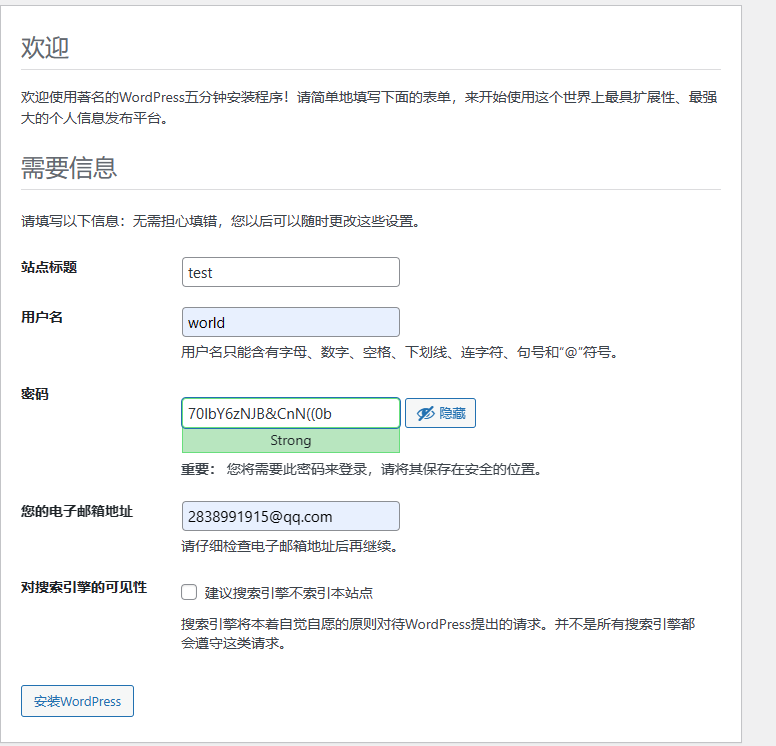 欢迎
欢迎使用著名的WordPress五分钟安装程序！请简单地填写下面的表单，来开始使用这个世界上最具扩展性、最强
大的个人信息发布平台。
需要信息
请填写以下信息：无需担心填错，您以后可以随时更改这些设置。
站点标题
test
用户名
world
用户名只能含有字母、数字、空格、下划线、连字符、句号和“@”符号。
密码
70IbY6zNJB&CnN((0b
隐藏
Strong
重要： 您将需要此密码来登录，请将其保存在安全的位置。
您的电子邮箱地址
2838991915@qq.com
请仔细检查电子邮箱地址后再继续。
对搜索引擎的可见性
建议搜索引擎不索引本站点
搜索引擎将本着自觉自愿的原则对待WordPress提出的请求。并不是所有搜索引擎都
会遵守这类请求。
安装WordPress